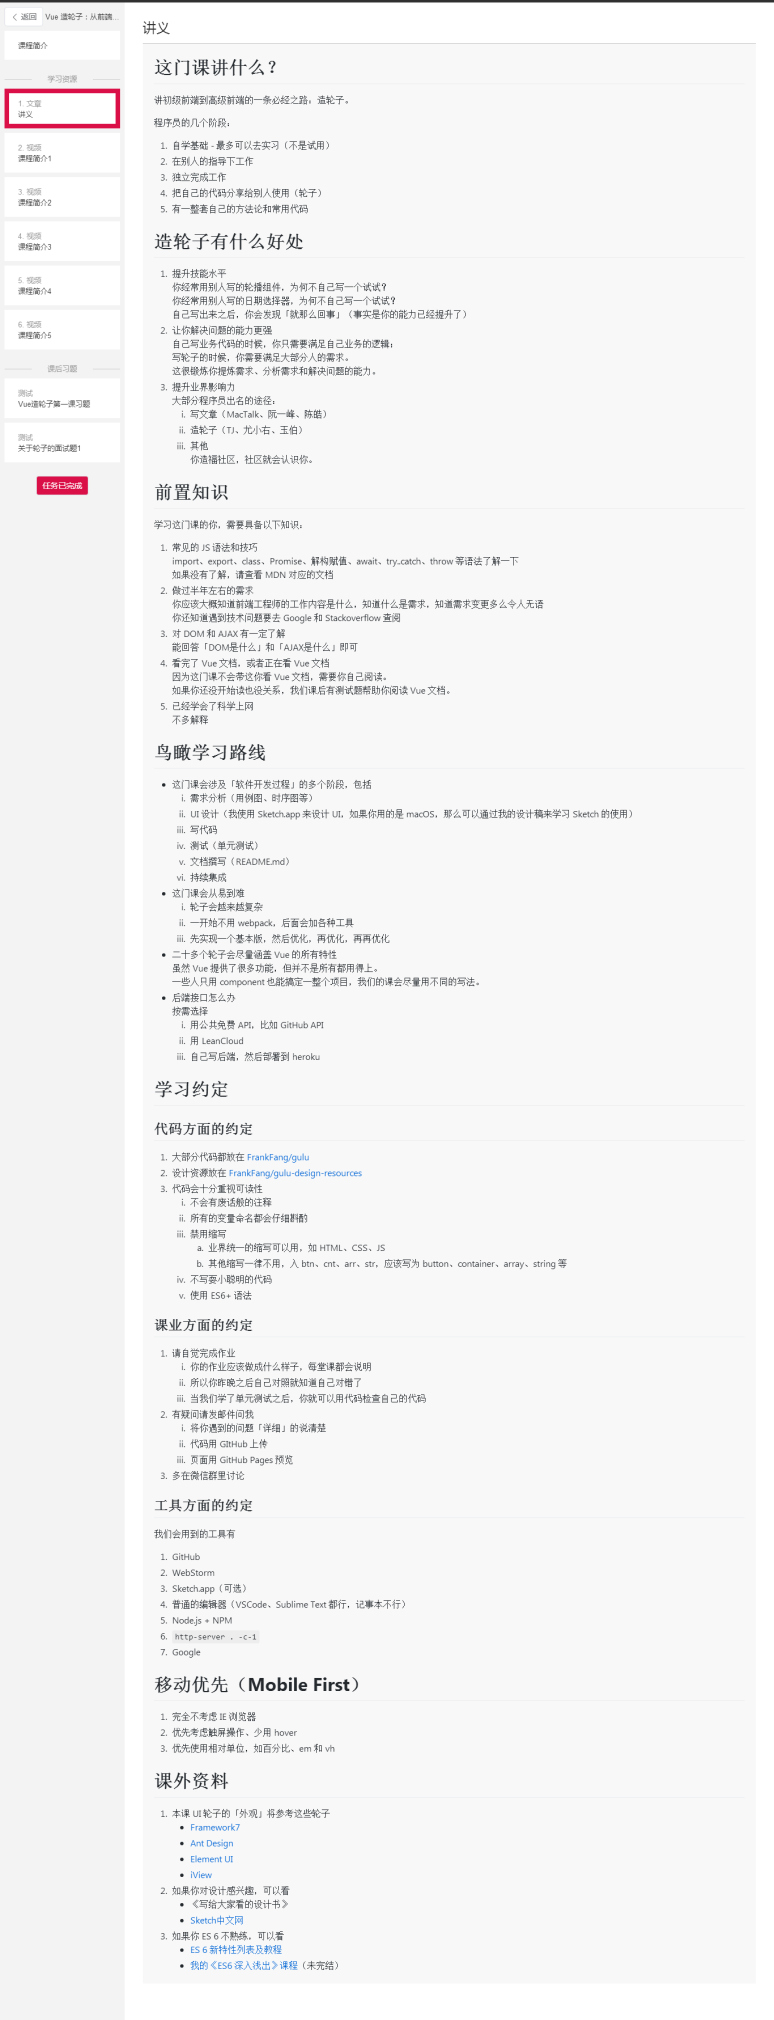 返回
Vue 造轮子：从前端...
课程简介
学习资源
1. 文章
讲义
2. 视频
课程简介1
3. 视频
课程简介2
4. 视频
课程简介3
5. 视频
课程简介4
6. 视频
课程简介5
课后习题
测试
Vue造轮子第一课习题
测试
关于轮子的面试题1
任务已完成
讲义
这门课讲什么？
讲初级前端到高级前端的一条必经之路：造轮子。
程序员的几个阶段：
1. 自学基础 - 最多可以去实习（不是试用）
2. 在别人的指导下工作
3. 独立完成工作
4. 把自己的代码分享给别人使用（轮子）
5. 有一整套自己的方法论和常用代码
造轮子有什么好处
1. 提升技能水平
你经常用别人写的轮播组件，为何不自己写一个试试？
你经常用别人写的日期选择器，为何不自己写一个试试？
自己写出来之后，你会发现「就那么回事」（事实是你的能力已经提升了）
2. 让你解决问题的能力更强
自己写业务代码的时候，你只需要满足自己业务的逻辑；
写轮子的时候，你需要满足大部分人的需求。
这很锻炼你提炼需求、分析需求和解决问题的能力。
3. 提升业界影响力
大部分程序员出名的途径：
i. 写文章（MacTalk、阮一峰、陈皓）
ii. 造轮子（TJ、尤小右、玉伯）
iii. 其他
你造福社区，社区就会认识你。
前置知识
学习这门课的你，需要具备以下知识：
1. 常见的 JS 语法和技巧
import、export、class、Promise、解构赋值、await、try..catch、throw 等语法了解一下
如果没有了解，请查看 MDN 对应的文档
2. 做过半年左右的需求
你应该大概知道前端工程师的工作内容是什么，知道什么是需求，知道需求变更多么令人无语
你还知道遇到技术问题要去 Google 和 Stackoverflow 查阅
3. 对 DOM 和 AJAX 有一定了解
能回答「DOM是什么」和「AJAX是什么」即可
4. 看完了 Vue 文档，或者正在看 Vue 文档
因为这门课不会带这你看 Vue 文档，需要你自己阅读。
如果你还没开始读也没关系，我们课后有测试题帮助你阅读 Vue 文档。
5. 已经学会了科学上网
不多解释
鸟瞰学习路线
• 这门课会涉及「软件开发过程」的多个阶段，包括
i. 需求分析（用例图、时序图等）
ii. UI 设计（我使用 Sketch.app 来设计 UI，如果你用的是 macOS，那么可以通过我的设计稿来学习 Sketch 的使用）
iii. 写代码
iv. 测试（单元测试）
v. 文档撰写（README.md）
vi. 持续集成
• 这门课会从易到难
i. 轮子会越来越复杂
ii. 一开始不用 webpack，后面会加各种工具
iii. 先实现一个基本版，然后优化，再优化，再再优化
• 二十多个轮子会尽量涵盖 Vue 的所有特性
虽然 Vue 提供了很多功能，但并不是所有都用得上。
一些人只用 component 也能搞定一整个项目，我们的课会尽量用不同的写法。
• 后端接口怎么办
按需选择
i. 用公共免费 API，比如 GitHub API
ii. 用 LeanCloud
iii. 自己写后端，然后部署到 heroku
学习约定
代码方面的约定
1. 大部分代码都放在 FrankFang/gulu
2. 设计资源放在 FrankFang/gulu-design-resources
3. 代码会十分重视可读性
i. 不会有废话般的注释
ii. 所有的变量命名都会仔细斟酌
iii. 禁用缩写
a. 业界统一的缩写可以用，如 HTML、CSS、JS
b. 其他缩写一律不用，入 btn、cnt、arr、str，应该写为 button、container、array、string 等
iv. 不写耍小聪明的代码
v. 使用 ES6+ 语法
课业方面的约定
1. 请自觉完成作业
i. 你的作业应该做成什么样子，每堂课都会说明
ii. 所以你昨晚之后自己对照就知道自己对错了
iii. 当我们学了单元测试之后，你就可以用代码检查自己的代码
2. 有疑问请发邮件问我
i. 将你遇到的问题「详细」的说清楚
ii. 代码用 GItHub 上传
iii. 页面用 GitHub Pages 预览
3. 多在微信群里讨论
工具方面的约定
我们会用到的工具有
1. GitHub
2. WebStorm
3. Sketch.app（可选）
4. 普通的编辑器（VSCode、Sublime Text 都行，记事本不行）
5. Node.js + NPM
6. http-server . -c-1
7. Google
移动优先（Mobile First）
1. 完全不考虑 IE 浏览器
2. 优先考虑触屏操作、少用 hover
3. 优先使用相对单位，如百分比、em 和 vh
课外资料
1. 本课 UI 轮子的「外观」将参考这些轮子
• Framework7
• Ant Design
• Element UI
• iView
2. 如果你对设计感兴趣，可以看
• 《写给大家看的设计书》
• Sketch中文网
3. 如果你 ES 6 不熟练，可以看
• ES 6 新特性列表及教程
• 我的《ES6 深入浅出》课程（未完结）